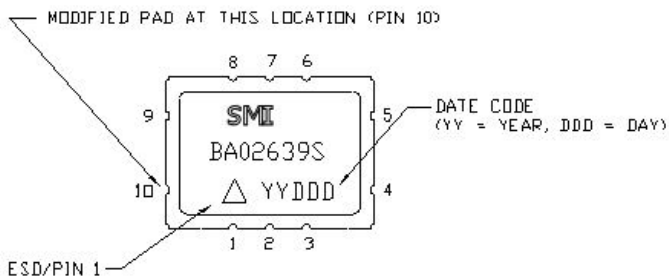 MODIFIED PAD AT THIS LOCATION (PIN 10)
8 7 6
9
SMI
5
DATE CODE
(YY = YEAR, DDD = DAY)
BA02639S
10
YYDDD
4
1 2 3
ESD/PIN 1